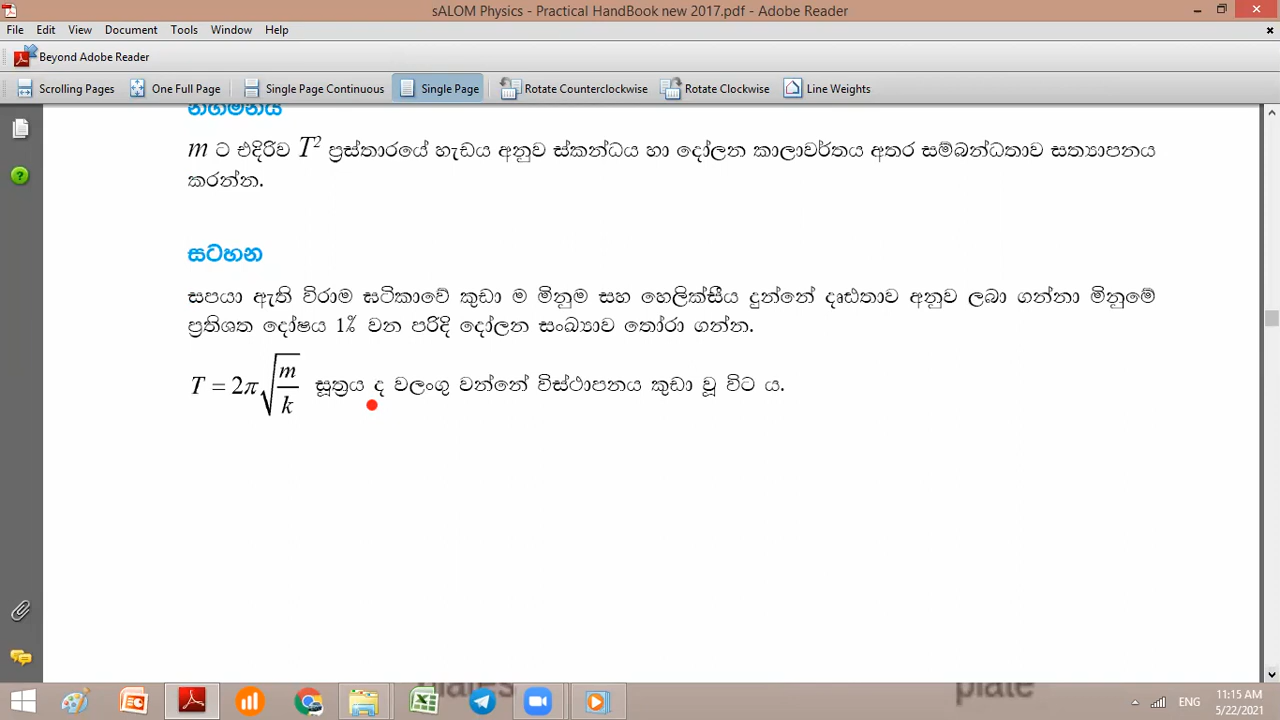 sALOM Physics - Practical HandBook new 2017.pdf - Adobe Reader
File Edit View Document Tools Window Help
Beyond Adobe Reader
Scrolling Pages One Full Page Single Page Continuous Single Page Rotate Counterclockwise Rotate Clockwise Line Weights
නිගමනය
m ට එදිරිව T² ප්‍රස්තාරයේ හැඩය අනුව ස්කන්ධය හා දෝලන කාලාවර්තය අතර සම්බන්ධතාව සත්‍යාපනය
කරන්න.
සටහන
සපයා ඇති විරාම ඝටිකාවේ කුඩා ම මිනුම සහ හෙලික්සීය දුන්නේ දෘඪතාව අනුව ලබා ගන්නා මිනුමේ
ප්‍රතිශත දෝෂය 1% වන පරිදි දෝලන සංඛ්‍යාව තෝරා ගන්න.
T = 2π√(m/k) සූත්‍රය ද වලංගු වන්නේ විස්ථාපනය කුඩා වූ විට ය.
plates plate
ENG 11:15 AM
5/22/2021